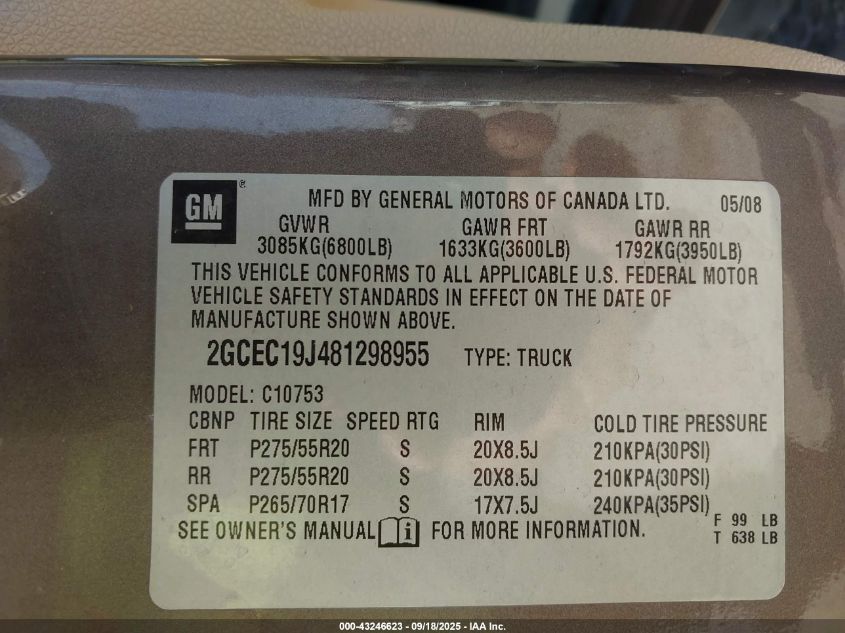 GM ® MFD BY GENERAL MOTORS OF CANADA LTD. 05/08
GVWR GAWR FRT GAWR RR
3085KG(6800LB) 1633KG(3600LB) 1792KG(3950LB)
THIS VEHICLE CONFORMS TO ALL APPLICABLE U.S. FEDERAL MOTOR
VEHICLE SAFETY STANDARDS IN EFFECT ON THE DATE OF
MANUFACTURE SHOWN ABOVE.
2GCEC19J481298955 TYPE: TRUCK
MODEL: C10753
CBNP TIRE SIZE SPEED RTG RIM COLD TIRE PRESSURE
FRT P275/55R20 S 20X8.5J 210KPA(30PSI)
RR P275/55R20 S 20X8.5J 210KPA(30PSI)
SPA P265/70R17 S 17X7.5J 240KPA(35PSI)
F 99 LB
SEE OWNER'S MANUAL i FOR MORE INFORMATION.
T 638 LB
000-43246623 - 09/18/2025 - IAA Inc.